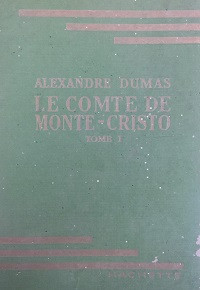 ALEXANDRE DUMAS
LE COMTE DE
MONTE-CRISTO
TOME I